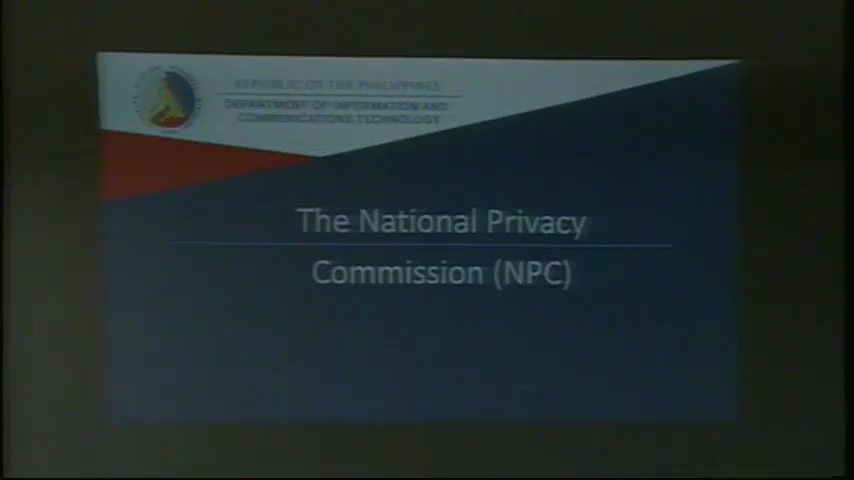 REPUBLIC OF THE PHILIPPINES
DEPARTMENT OF INFORMATION AND
COMMUNICATIONS TECHNOLOGY
The National Privacy
Commission (NPC)